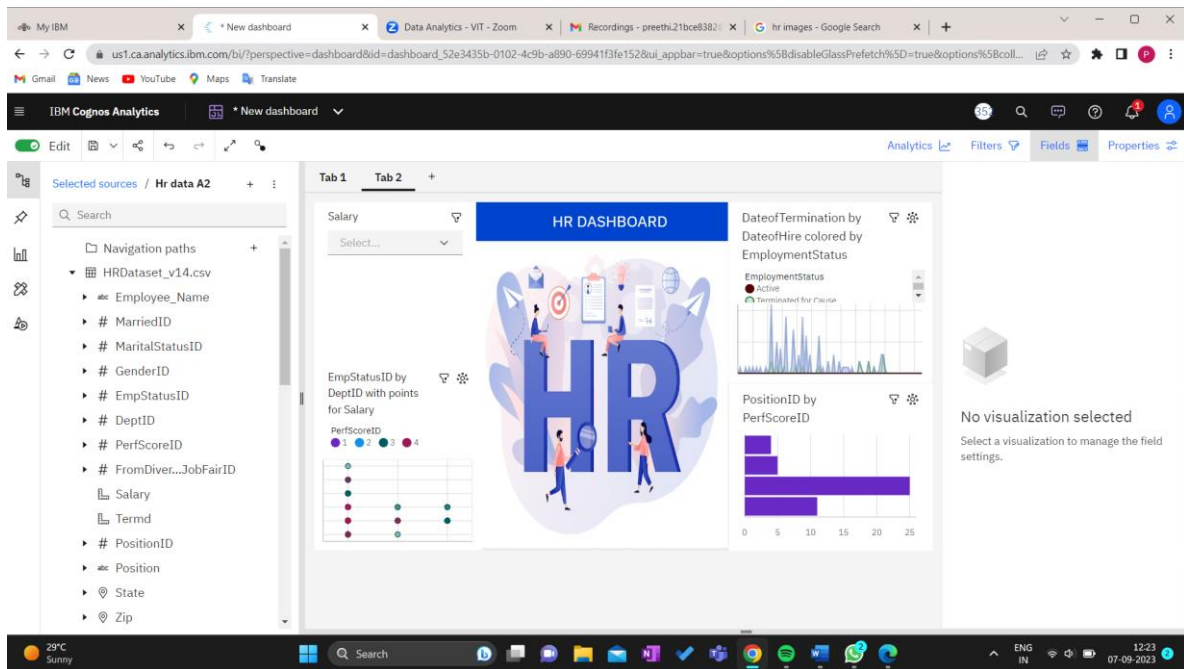 My IBM
* New dashboard
Data Analytics - VIT - Zoom
Recordings - preethi.21bce8382
hr images - Google Search
us1.ca.analytics.ibm.com/bi/?perspective=dashboard&id=dashboard_52e3435b-0102-4c9b-a890-69941f3fe152&ui_appbar=true&options%5BdisableGlassPrefetch%5D=true&options%5Bcoll...
P
Gmail
News
YouTube
Maps
Translate
IBM Cognos Analytics
* New dashboard
1
Edit
Analytics
Filters
Fields
Properties
Selected sources / Hr data A2
Tab 1
Tab 2
Search
Navigation paths
HRDataset_v14.csv
abc Employee_Name
# MarriedID
# MaritalStatusID
# GenderID
# EmpStatusID
# DeptID
# PerfScoreID
# FromDiver...JobFairID
Salary
Termd
# PositionID
abc Position
State
Zip
Salary
Select...
EmpStatusID by
DeptID with points
for Salary
PerfScoreID
1 2 3 4
HR DASHBOARD
HR
DateofTermination by
DateofHire colored by
EmploymentStatus
EmploymentStatus
Active
Terminated for Cause
PositionID by
PerfScoreID
0 5 10 15 20 25
No visualization selected
Select a visualization to manage the field
settings.
29°C
Sunny
Search
2
ENG
IN
12:23
07-09-2023
2